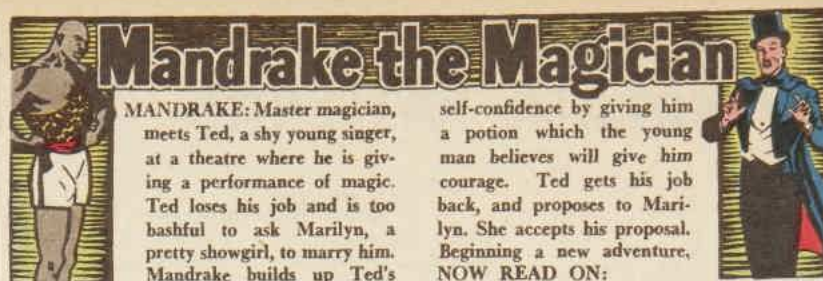 Mandrake the Magician
MANDRAKE: Master magician,
meets Ted, a shy young singer,
at a theatre where he is giv-
ing a performance of magic.
Ted loses his job and is too
bashful to ask Marilyn, a
pretty showgirl, to marry him.
Mandrake builds up Ted's
self-confidence by giving him
a potion which the young
man believes will give him
courage. Ted gets his job
back, and proposes to Mari-
lyn. She accepts his proposal.
Beginning a new adventure,
NOW READ ON: